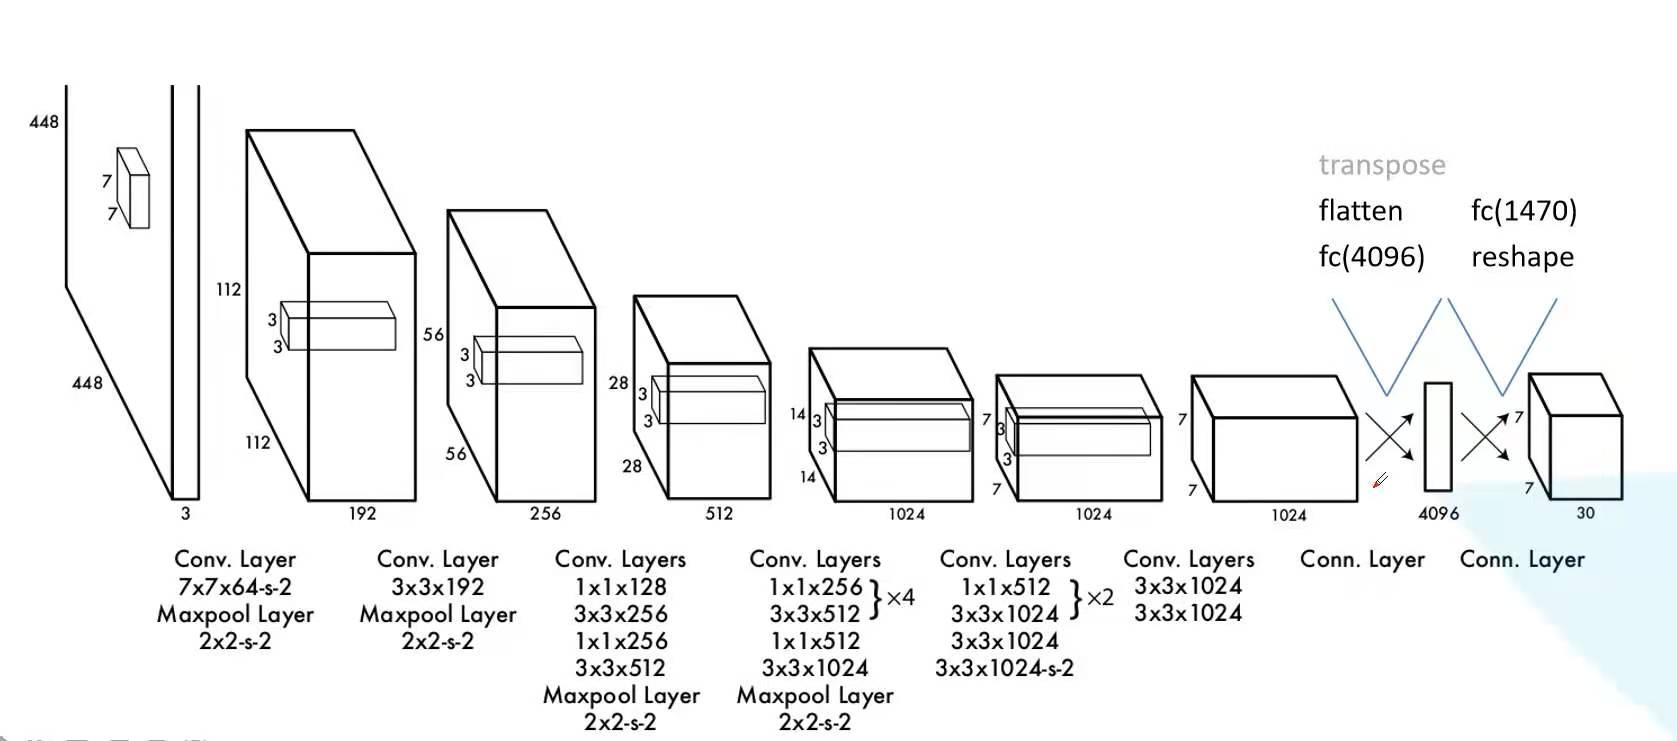 448
7
7
448
3
112
3
3
112
192
56
3
3
56
256
28
3
3
28
512
14
3
3
14
1024
7
3
3
7
1024
7
7
1024
transpose
flatten
fc(4096)
fc(1470)
reshape
4096
7
7
30
Conv. Layer
7x7x64-s-2
Maxpool Layer
2x2-s-2
Conv. Layer
3x3x192
Maxpool Layer
2x2-s-2
Conv. Layers
1x1x128
3x3x256
1x1x256
3x3x512
Maxpool Layer
2x2-s-2
Conv. Layers
1x1x256
3x3x512 } ×4
1x1x512
3x3x1024
Maxpool Layer
2x2-s-2
Conv. Layers
1x1x512
3x3x1024 } ×2
3x3x1024
3x3x1024-s-2
Conv. Layers
3x3x1024
3x3x1024
Conn. Layer
Conn. Layer